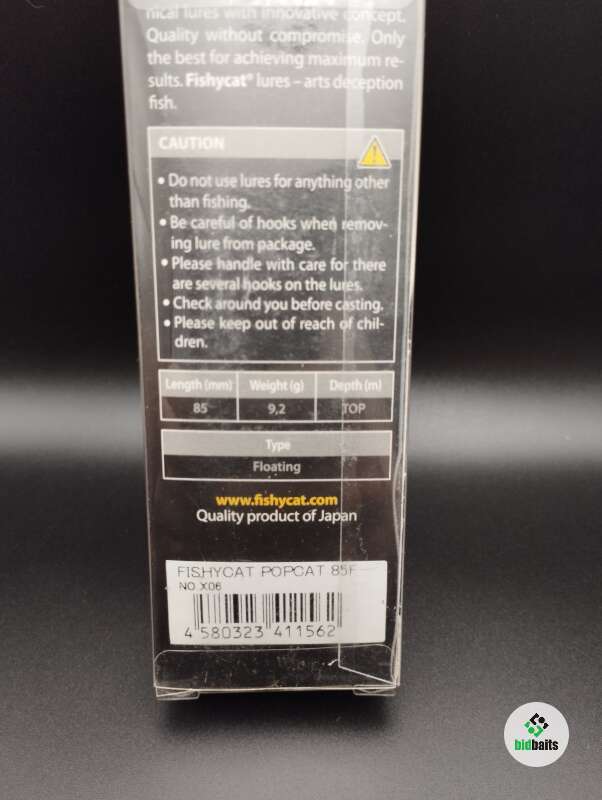 nical lures with innovative concept.
Quality without compromise. Only
the best for achieving maximum re-
sults. Fishycat® lures – arts deception
fish.
CAUTION
• Do not use lures for anything other
than fishing.
• Be careful of hooks when remov-
ing lure from package.
• Please handle with care for there
are several hooks on the lures.
• Check around you before casting.
• Please keep out of reach of chil-
dren.
Length (mm) Weight (g) Depth (m)
85 9,2 TOP
Type
Floating
www.fishycat.com
Quality product of Japan
FISHYCAT POPCAT 85F
NO.X06
4 580323 411562
bidbaits